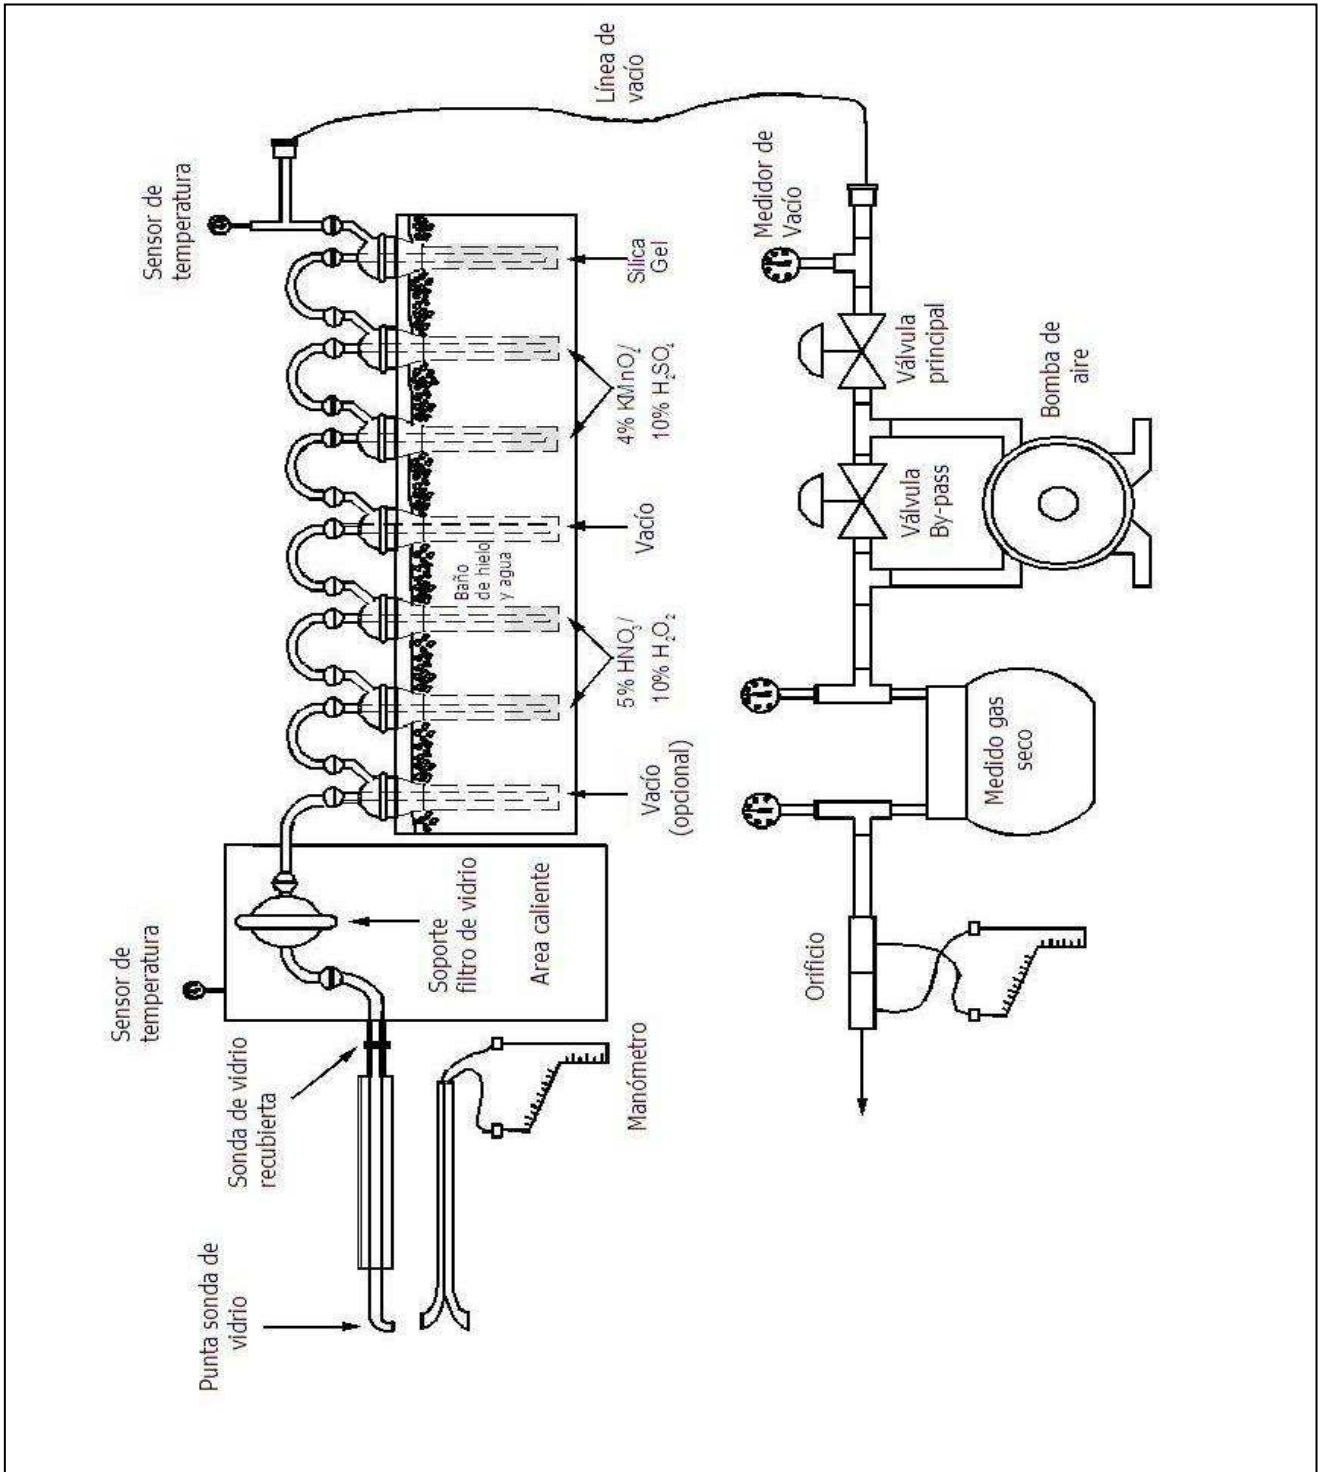 Sensor de
temperatura
Línea de
vacío
Sensor de
temperatura
Sonda de vidrio
recubierta
Punta sonda de
vidrio
Soporte
filtro de vidrio
Area caliente
Baño
de hielo
y agua
Manómetro
Vacío
(opcional)
5% HNO3/
10% H2O2
Vacío
4% KMnO2/
10% H2SO4
Silica
Gel
Medidor de
Vacío
Válvula
principal
Válvula
By-pass
Bomba de
aire
Orificio
Medido gas
seco